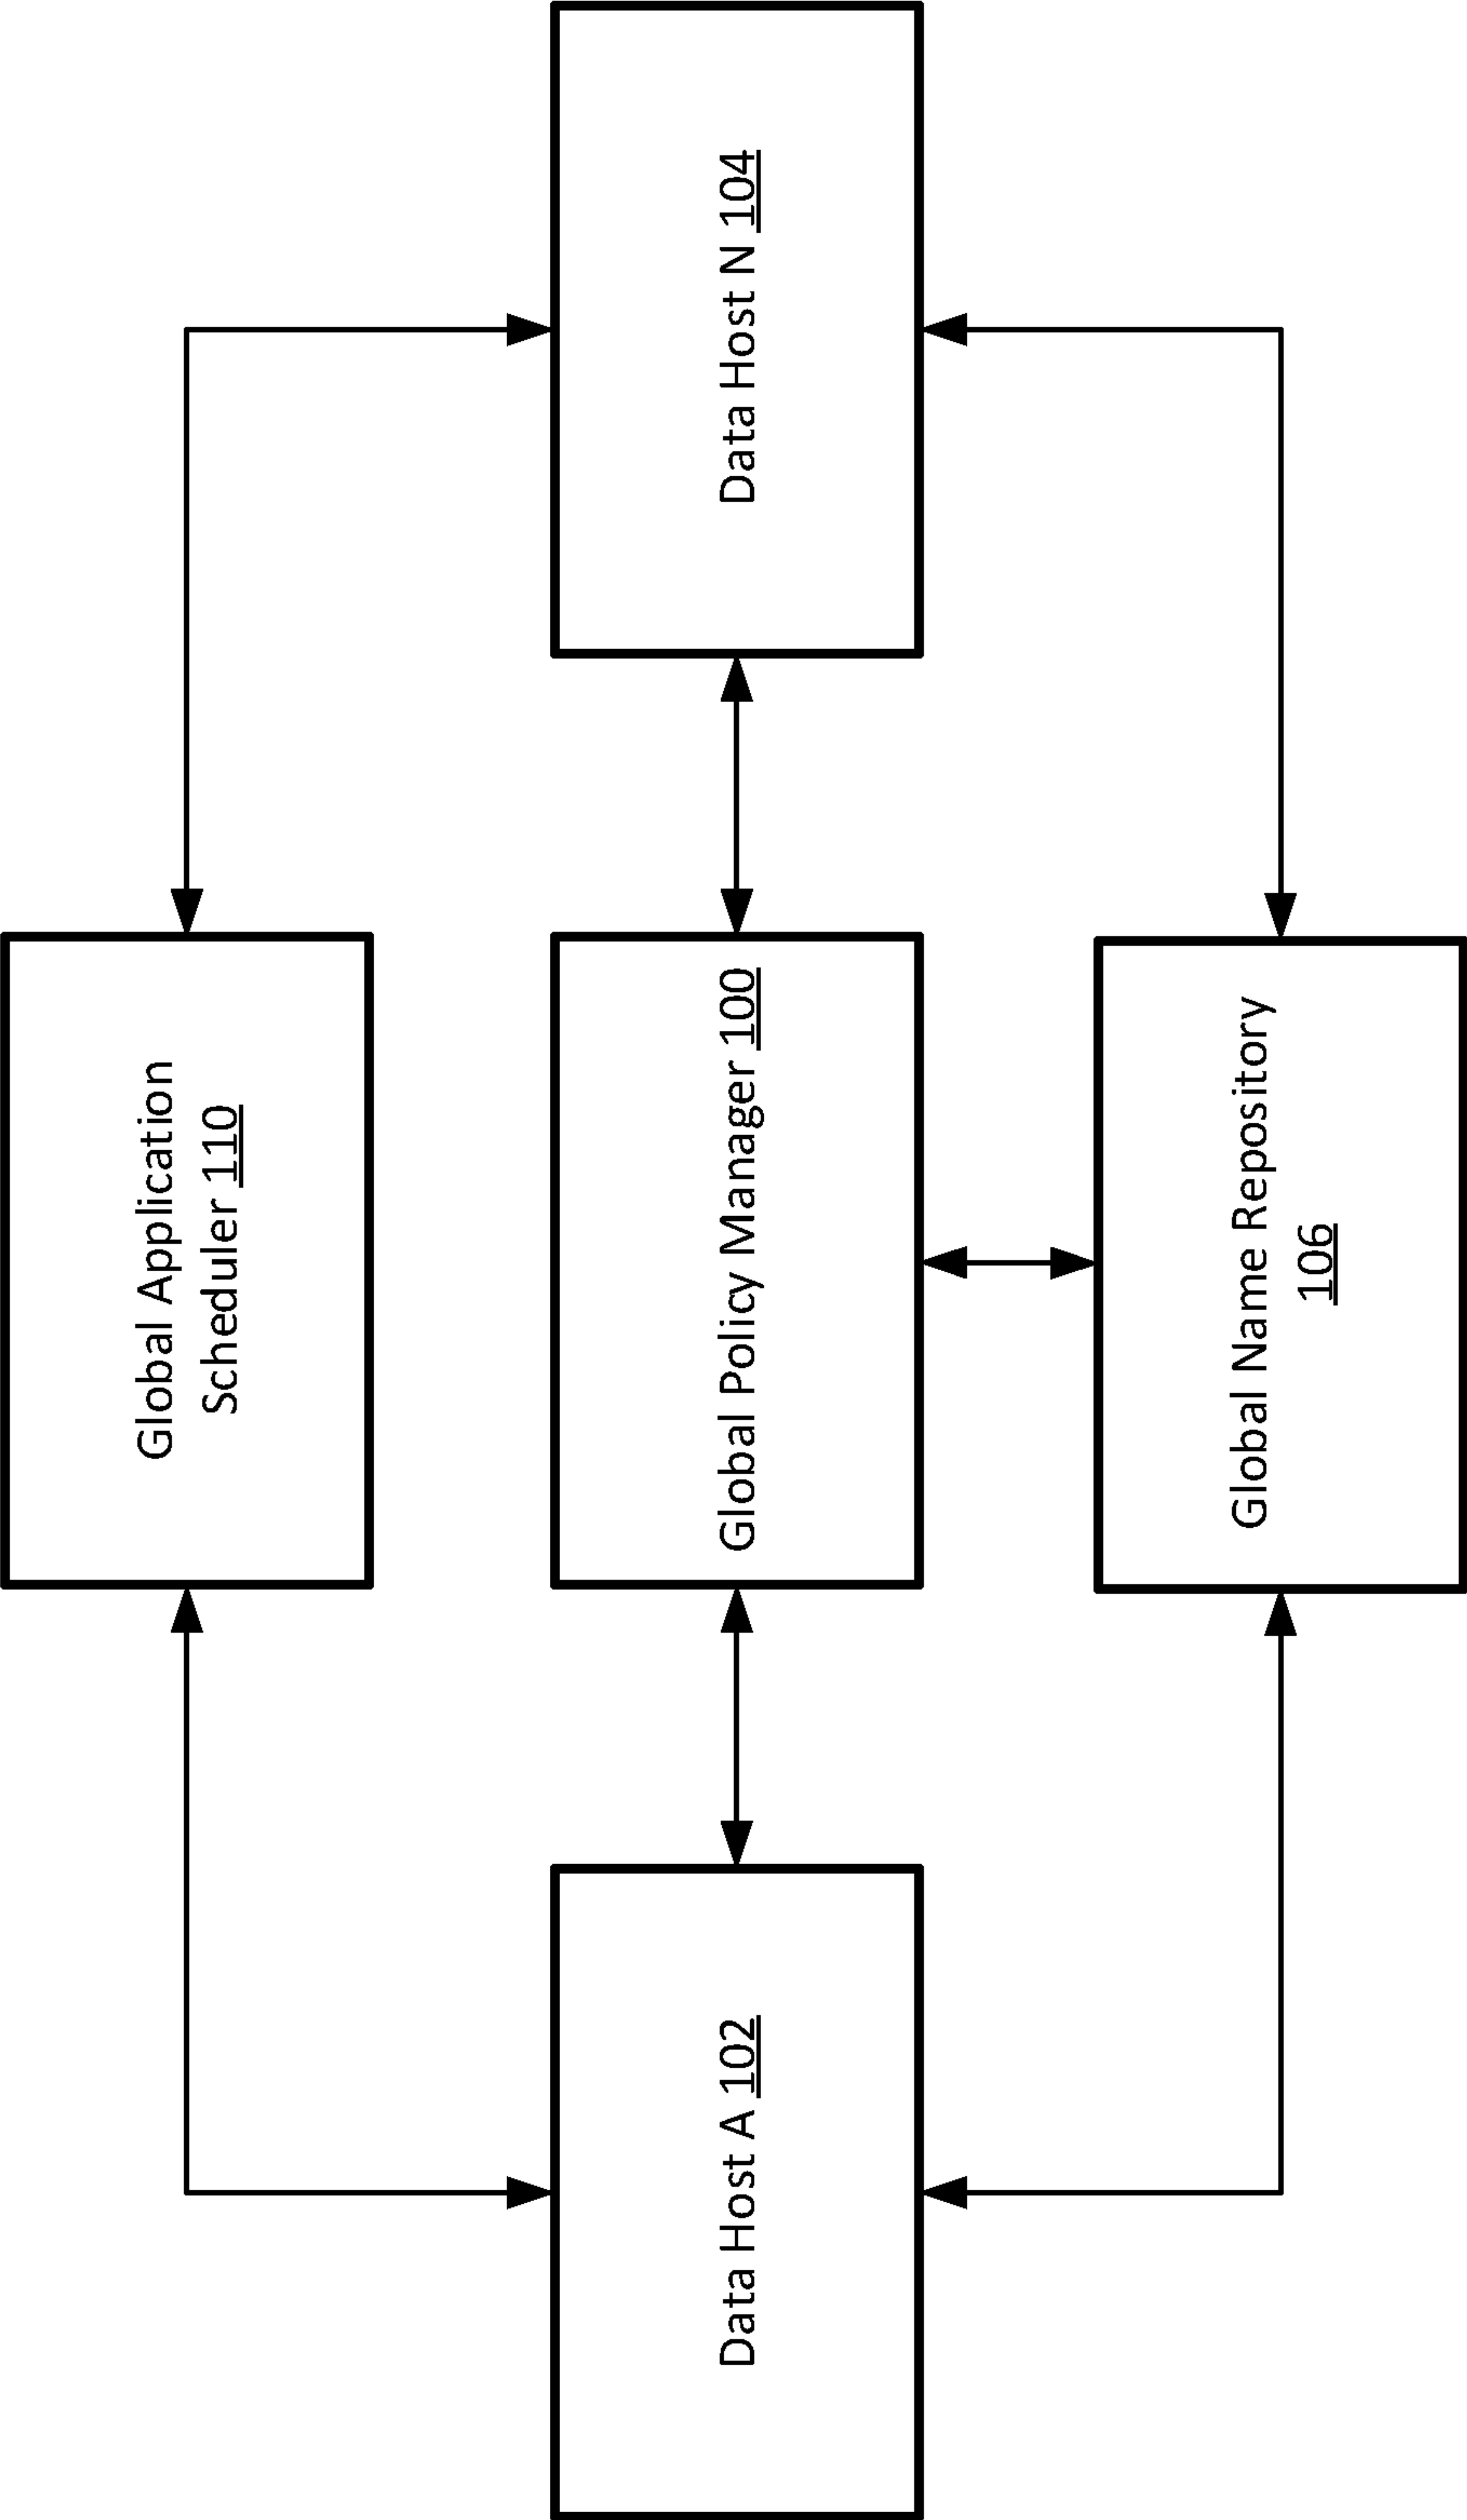 Global Application
Scheduler 110
Data Host A 102
Global Policy Manager 100
Data Host N 104
Global Name Repository
106